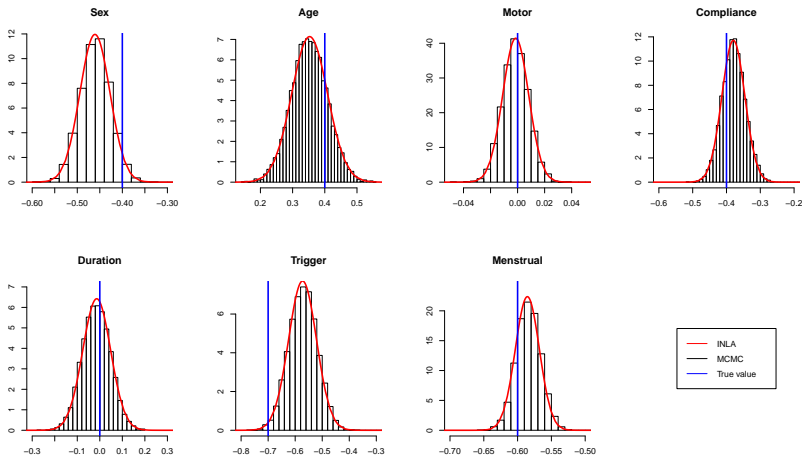 Sex
Age
Motor
Compliance
0 2 4 6 8 10 12
−0.60 −0.50 −0.40 −0.30
0 1 2 3 4 5 6 7
0.2 0.3 0.4 0.5
0 10 20 30 40
−0.04 0.00 0.02 0.04
0 2 4 6 8 10 12
−0.6 −0.5 −0.4 −0.3 −0.2
Duration
Trigger
Menstrual
0 1 2 3 4 5 6 7
−0.3 −0.2 −0.1 0.0 0.1 0.2 0.3
0 2 4 6
−0.8 −0.7 −0.6 −0.5 −0.4 −0.3
0 5 10 15 20
−0.70 −0.60 −0.55 −0.50
INLA
MCMC
True value